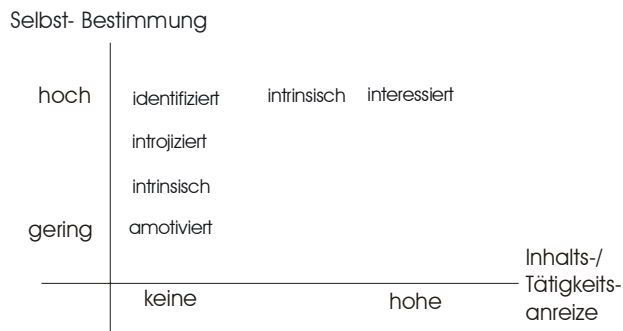 Selbst- Bestimmung
hoch identifiziert intrinsisch interessiert
introjiziert
intrinsisch
gering amotiviert
Inhalts-/
Tätigkeits-
anreize
keine hohe